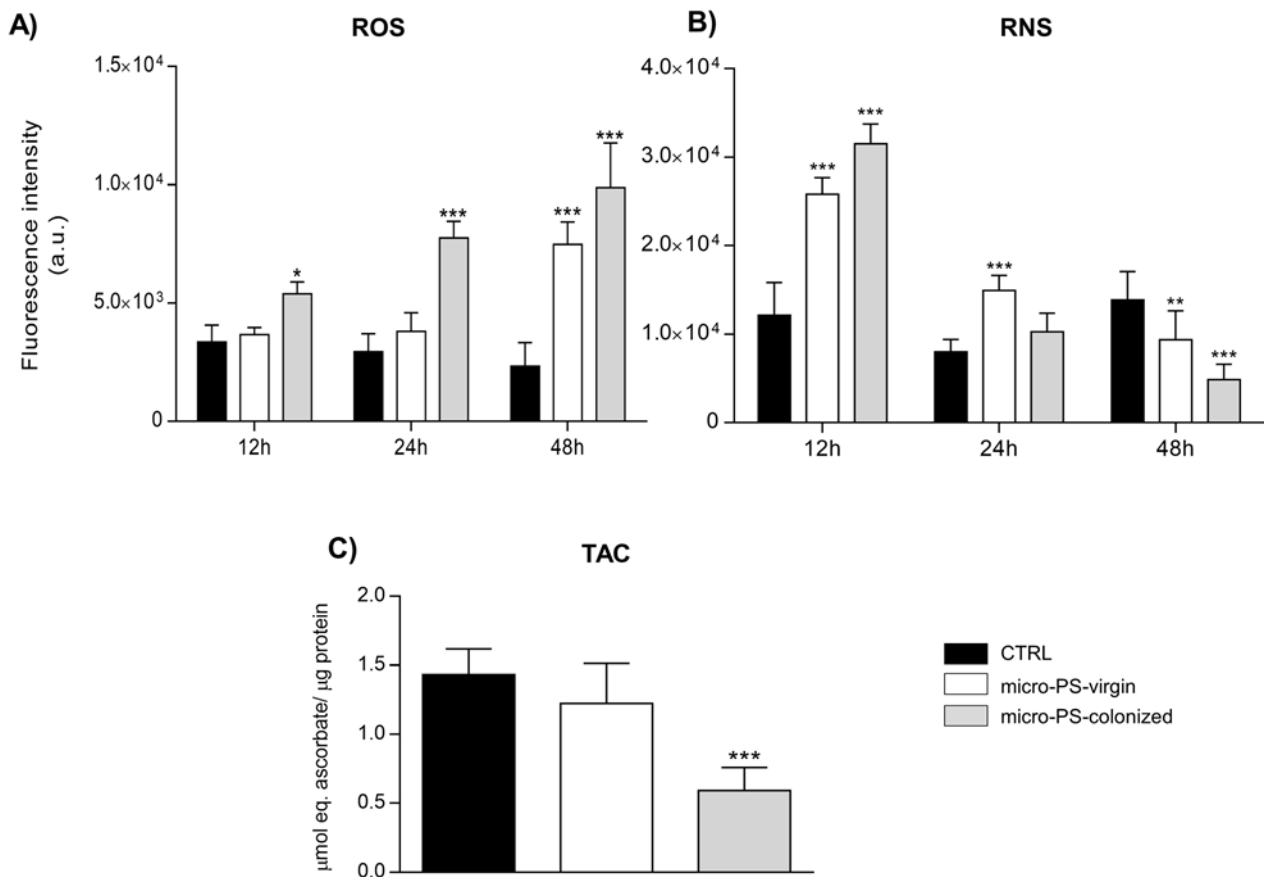 A)
ROS
1.5×10⁴
1.0×10⁴
5.0×10³
0
Fluorescence intensity
(a.u.)
*
***
***
***
12h
24h
48h
B)
RNS
4.0×10⁴
3.0×10⁴
2.0×10⁴
1.0×10⁴
0
***
***
***
**
***
12h
24h
48h
C)
TAC
2.0
1.5
1.0
0.5
0.0
µmol eq. ascorbate/ µg protein
***
CTRL
micro-PS-virgin
micro-PS-colonized